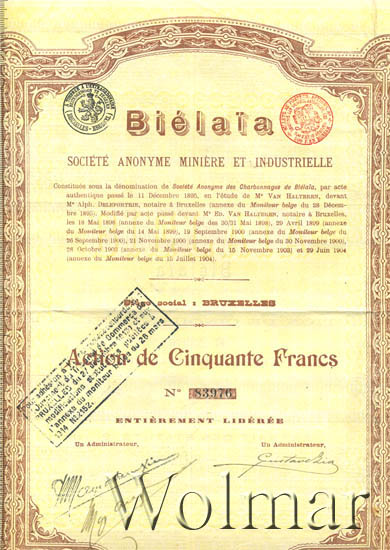 Biélaïa
SOCIÉTÉ ANONYME MINIÈRE ET INDUSTRIELLE
Constituée sous la dénomination de Société Anonyme des Charbonnages de Biélaïa, par acte
authentique passé le 11 Décembre 1895, en l'étude de Me VAN HALTEREN, devant
Me Alph. DELEFORTRIE, notaire à Bruxelles (annexe du Moniteur belge du 28 Décem-
bre 1895). Modifié par acte passé devant Me ED. VAN HALTEREN, notaire à Bruxelles,
les 18 Mai 1896 (annexe du Moniteur belge des 30/31 Mai 1898), 29 Avril 1899 (annexe
du Moniteur belge du 14 Mai 1899), 19 Septembre 1900 (annexe du Moniteur belge du
26 Septembre 1900), 21 Novembre 1900 (annexe du Moniteur belge du 30 Novembre 1900),
28 Octobre 1903 (annexe du Moniteur belge du 15 Novembre 1903) et 29 Juin 1904
(annexe du Moniteur belge du 15 Juillet 1904).
Siège social : BRUXELLES
Action de Cinquante Francs
No 83976
ENTIÈREMENT LIBÉRÉE
Un Administrateur,
Un Administrateur,
Wolmar